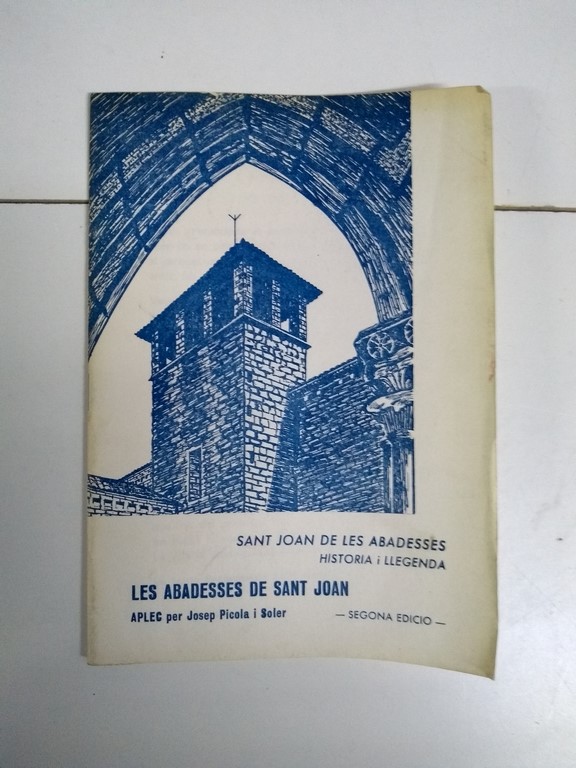 SANT JOAN DE LES ABADESSES
HISTORIA i LLEGENDA
LES ABADESSES DE SANT JOAN
APLEC per Josep Picola i Soler — SEGONA EDICIO —